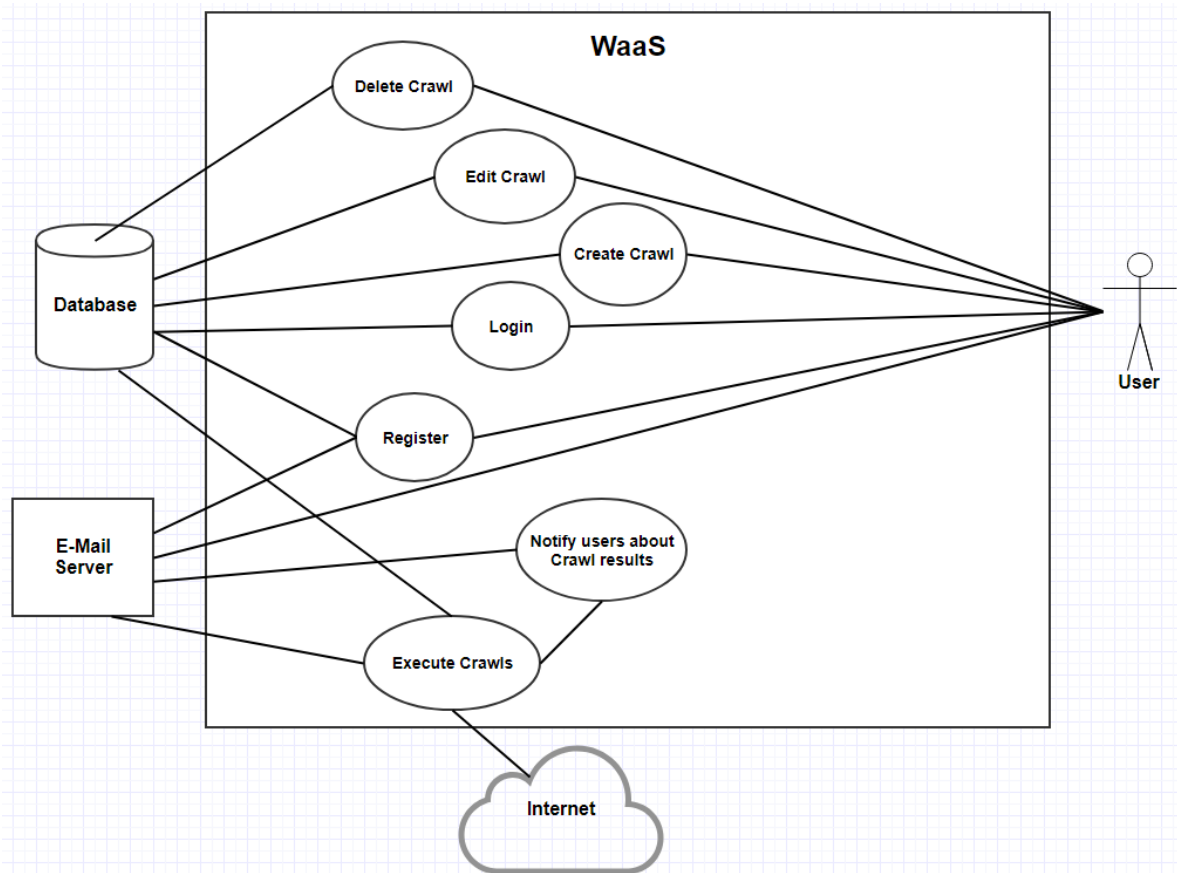 WaaS
Delete Crawl
Edit Crawl
Create Crawl
Database
Login
User
Register
E-Mail
Server
Notify users about
Crawl results
Execute Crawls
Internet